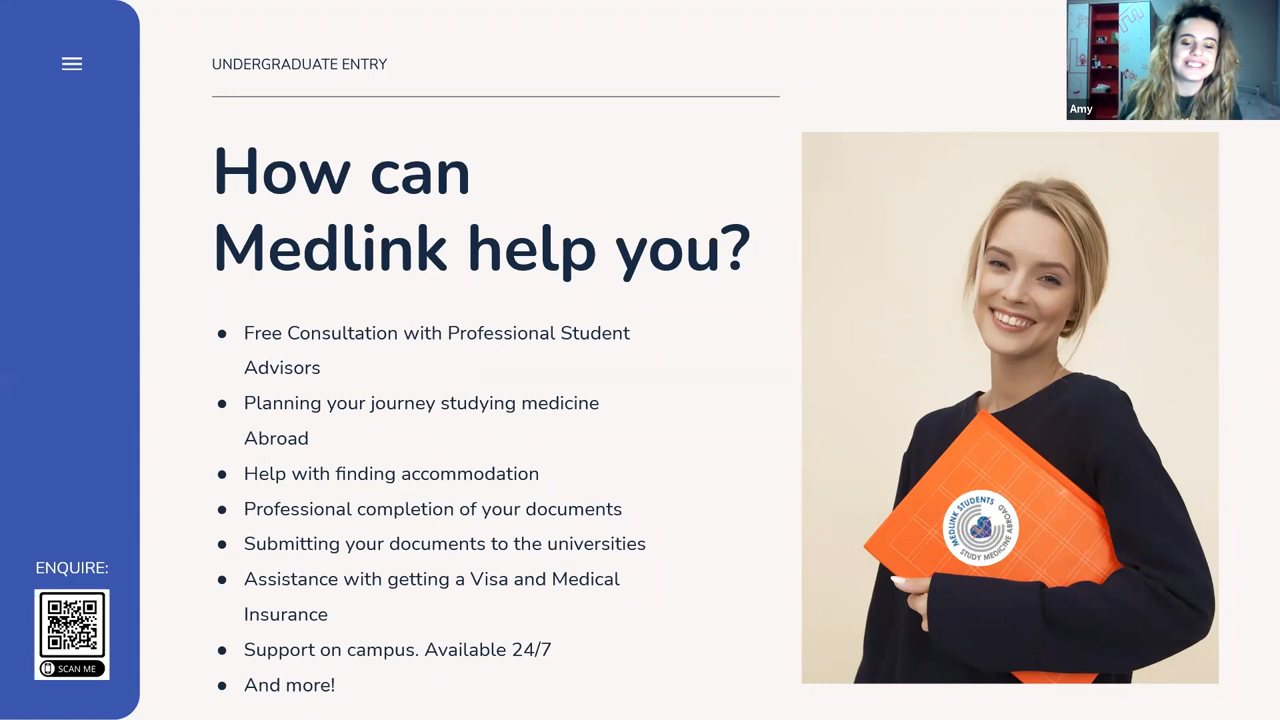 UNDERGRADUATE ENTRY
Amy
How can
Medlink help you?
● Free Consultation with Professional Student
Advisors
● Planning your journey studying medicine
Abroad
● Help with finding accommodation
● Professional completion of your documents
● Submitting your documents to the universities
● Assistance with getting a Visa and Medical
Insurance
● Support on campus. Available 24/7
● And more!
MEDLINK STUDENTS
STUDY MEDICINE ABROAD
ENQUIRE:
SCAN ME